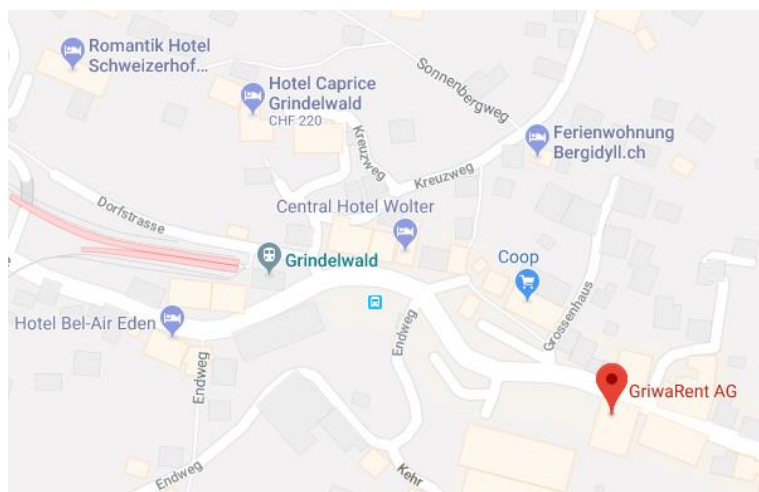 Romantik Hotel
Schweizerhof...
Hotel Caprice
Grindelwald
CHF 220
Sonnenbergweg
Ferienwohnung
Bergidyll.ch
Kreuzweg
Kreuzweg
Dorfstrasse
Central Hotel Wolter
Grindelwald
Coop
Hotel Bel-Air Eden
Endweg
Grossenhaus
Endweg
GriwaRent AG
Endweg
Kehr